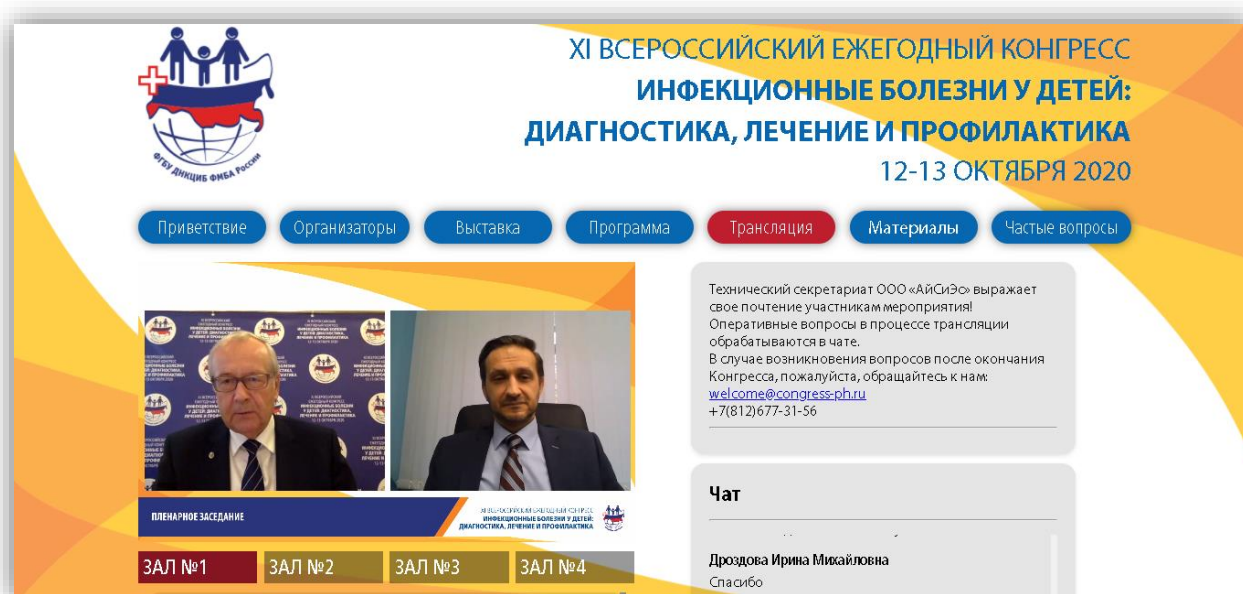 XI ВСЕРОССИЙСКИЙ ЕЖЕГОДНЫЙ КОНГРЕСС
ИНФЕКЦИОННЫЕ БОЛЕЗНИ У ДЕТЕЙ:
ДИАГНОСТИКА, ЛЕЧЕНИЕ И ПРОФИЛАКТИКА
12-13 ОКТЯБРЯ 2020
ФГБУ ДНКЦИБ ФМБА России
Приветствие
Организаторы
Выставка
Программа
Трансляция
Материалы
Частые вопросы
ПЛЕНАРНОЕ ЗАСЕДАНИЕ
XI ВСЕРОССИЙСКИЙ ЕЖЕГОДНЫЙ КОНГРЕСС
ИНФЕКЦИОННЫЕ БОЛЕЗНИ У ДЕТЕЙ:
ДИАГНОСТИКА, ЛЕЧЕНИЕ И ПРОФИЛАКТИКА
ЗАЛ №1
ЗАЛ №2
ЗАЛ №3
ЗАЛ №4
Технический секретариат ООО «АйСиЭс» выражает
свое почтение участникам мероприятия!
Оперативные вопросы в процессе трансляции
обрабатываются в чате.
В случае возникновения вопросов после окончания
Конгресса, пожалуйста, обращайтесь к нам:
welcome@congress-ph.ru
+7(812)677-31-56
Чат
Дроздова Ирина Михайловна
Спасибо